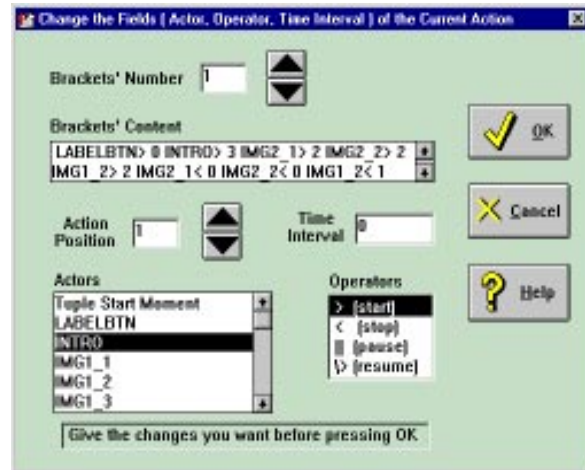 Change the Fields ( Actor, Operator, Time Interval ) of the Current Action
Brackets' Number 1
Brackets' Content
LABELBTN> 0 INTRO> 3 IMG2_1> 2 IMG2_2> 2
IMG1_2> 2 IMG2_1< 0 IMG2_2< 0 IMG1_2< 1
OK
Action Position 1
Time Interval 0
Cancel
Actors
Tuple Start Moment
LABELBTN
INTRO
IMG1_1
IMG1_2
IMG1_3
Operators
> (start)
< (stop)
|| (pause)
\> (resume)
Help
Give the changes you want before pressing OK